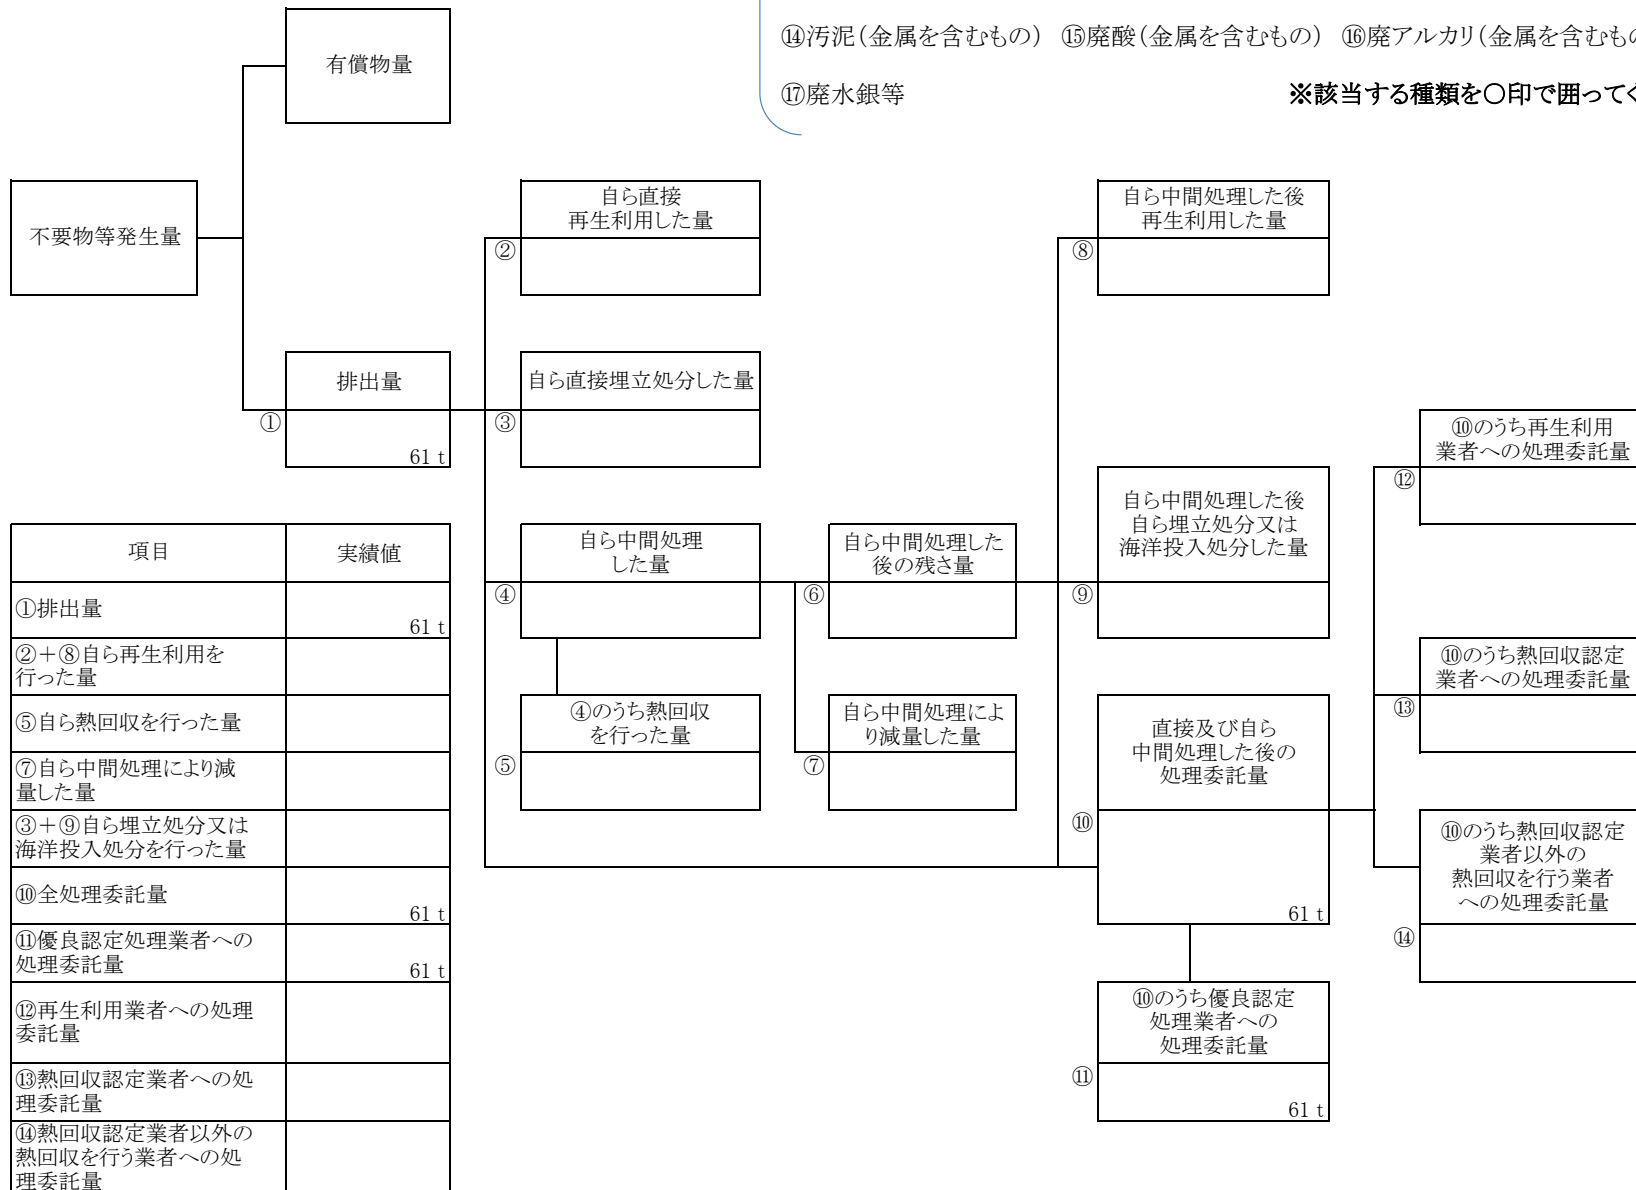 ⑭汚泥(金属を含むもの) ⑮廃酸(金属を含むもの) ⑯廃アルカリ(金属を含むもの
⑰廃水銀等
※該当する種類を○印で囲ってく
有償物量
不要物等発生量
排出量
①
61 t
自ら直接
再生利用した量
②
自ら直接埋立処分した量
③
自ら中間処理
した量
④
④のうち熱回収
を行った量
⑤
自ら中間処理した
後の残さ量
⑥
自ら中間処理によ
り減量した量
⑦
自ら中間処理した後
再生利用した量
⑧
自ら中間処理した後
自ら埋立処分又は
海洋投入処分した量
⑨
直接及び自ら
中間処理した後の
処理委託量
⑩
61 t
⑩のうち優良認定
処理業者への
処理委託量
⑪
61 t
⑩のうち再生利用
業者への処理委託量
⑫
⑩のうち熱回収認定
業者への処理委託量
⑬
⑩のうち熱回収認定
業者以外の
熱回収を行う業者
への処理委託量
⑭
項目 実績値
①排出量
61 t
②+⑧自ら再生利用を
行った量
⑤自ら熱回収を行った量
⑦自ら中間処理により減
量した量
③+⑨自ら埋立処分又は
海洋投入処分を行った量
⑩全処理委託量
61 t
⑪優良認定処理業者への
処理委託量
61 t
⑫再生利用業者への処理
委託量
⑬熱回収認定業者への処
理委託量
⑭熱回収認定業者以外の
熱回収を行う業者への処
理委託量